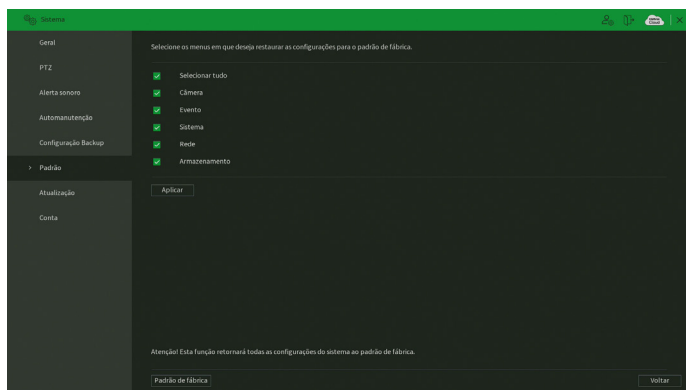 Sistema
Geral
PTZ
Alerta sonoro
Automanutenção
Configuração Backup
> Padrão
Atualização
Conta
Selecione os menus em que deseja restaurar as configurações para o padrão de fábrica.
Selecionar tudo
Câmera
Evento
Sistema
Rede
Armazenamento
Aplicar
Atenção! Esta função retornará todas as configurações do sistema ao padrão de fábrica.
Padrão de fábrica
Voltar